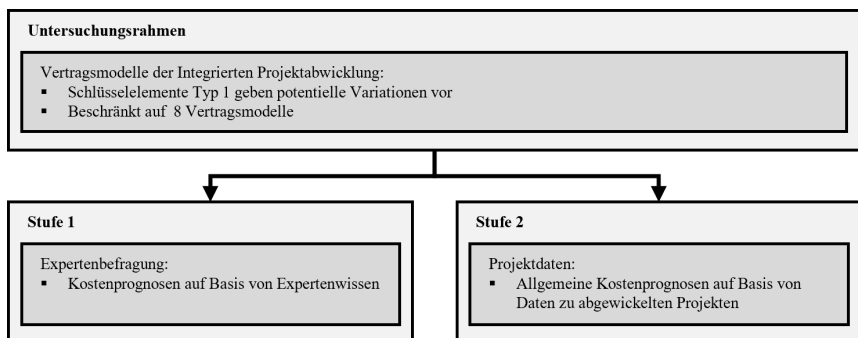 Untersuchungsrahmen
Vertragsmodelle der Integrierten Projektabwicklung:
▪ Schlüsselelemente Typ 1 geben potentielle Variationen vor
▪ Beschränkt auf 8 Vertragsmodelle
Stufe 1
Expertenbefragung:
▪ Kostenprognosen auf Basis von Expertenwissen
Stufe 2
Projektdaten:
▪ Allgemeine Kostenprognosen auf Basis von
Daten zu abgewickelten Projekten